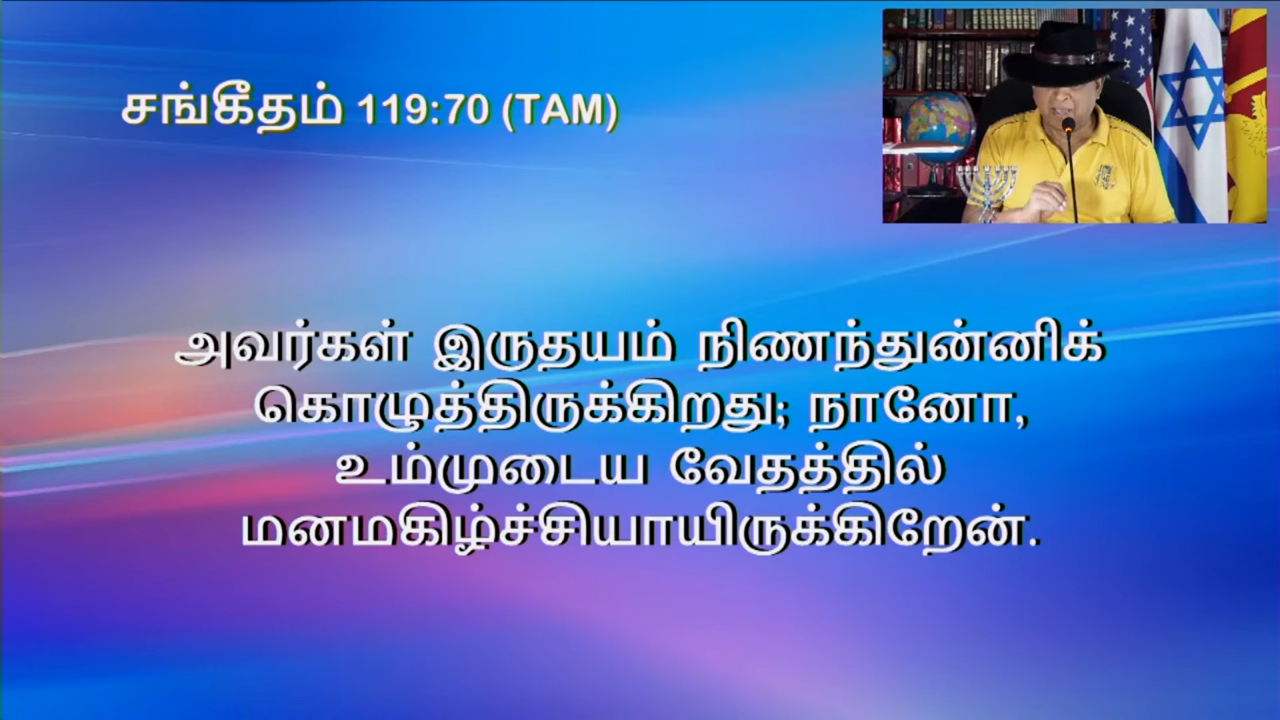 சங்கீதம் 119:70 (TAM)
அவர்கள் இருதயம் நிணந்துன்னிக்
கொழுத்திருக்கிறது; நானோ,
உம்முடைய வேதத்தில்
மனமகிழ்ச்சியாயிருக்கிறேன்.